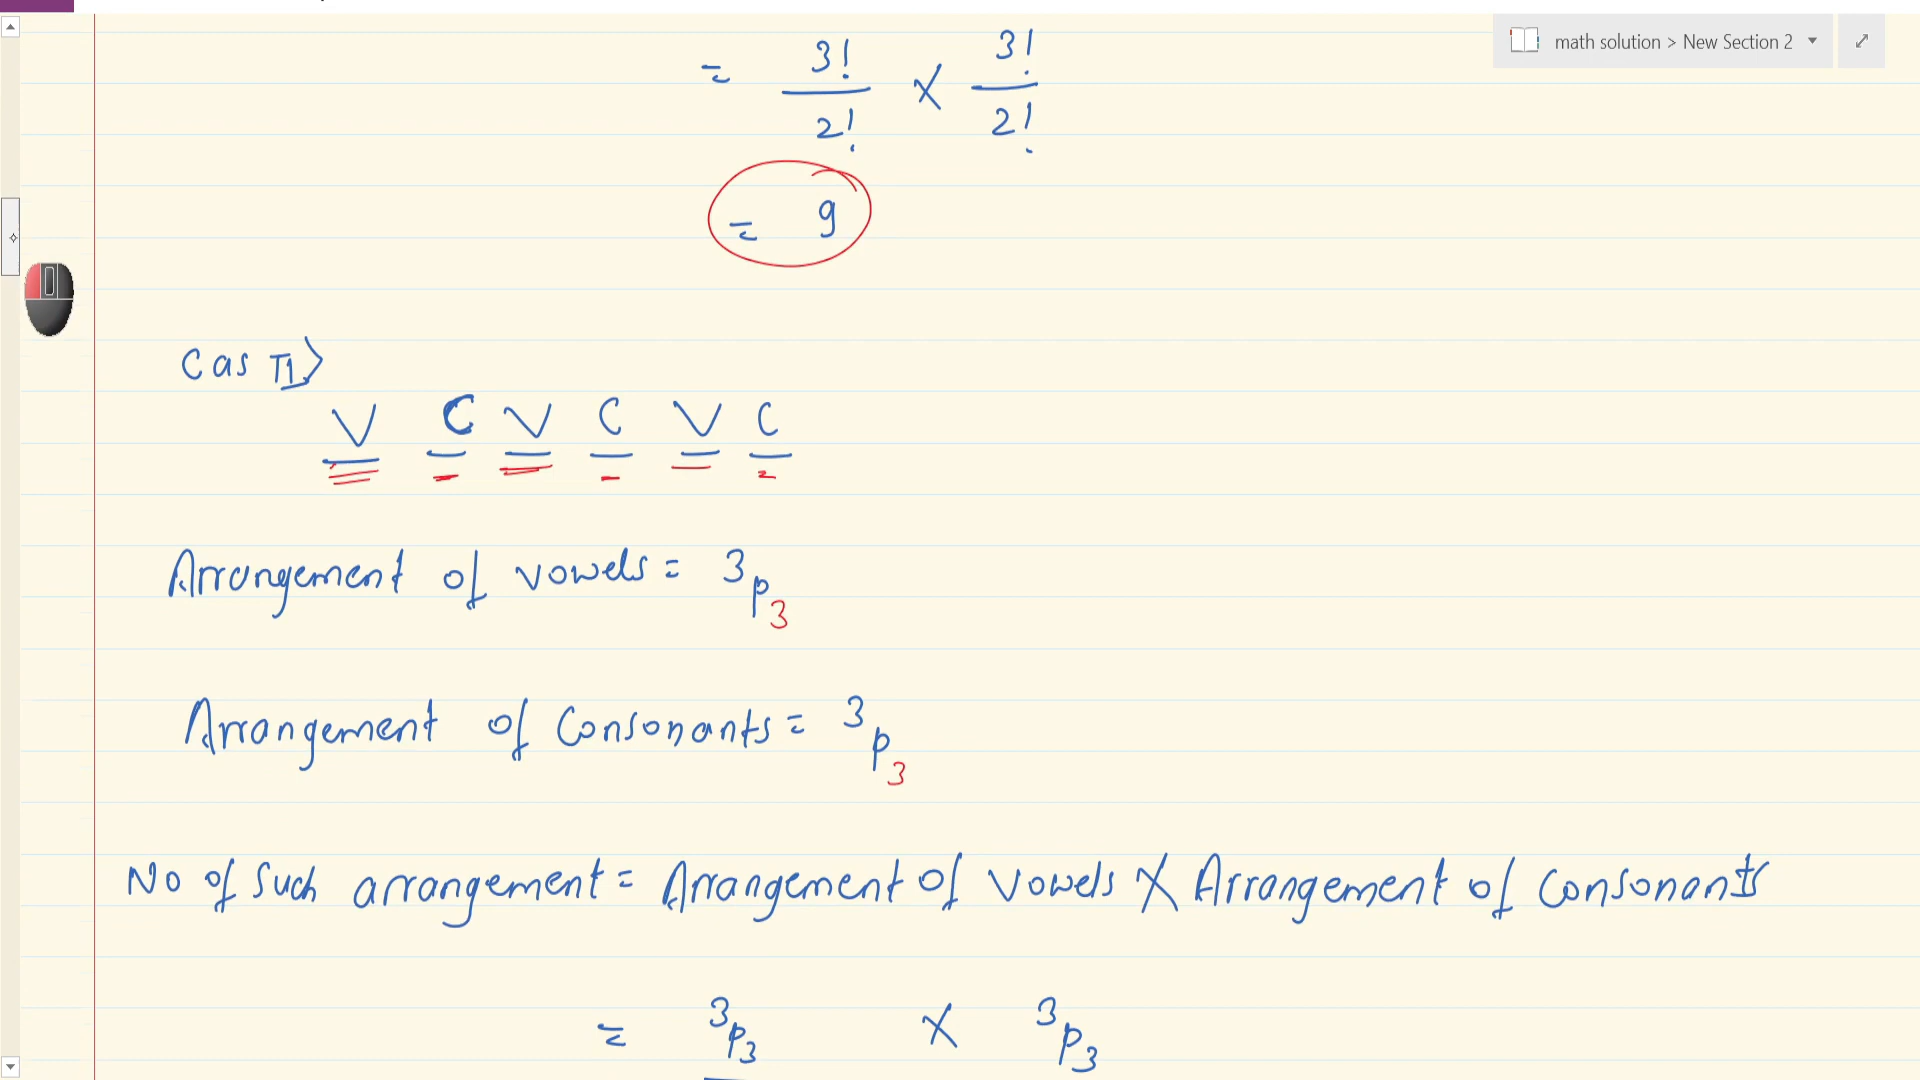 math solution > New Section 2
= 3!/2! X 3!/2!
= 9
Cas II>
V C V C V C
Arrangement of vowels = 3p3
Arrangement of Consonants = 3p3
No of Such arrangement = Arrangement of Vowels X Arrangement of Consonants
= 3p3 X 3p3